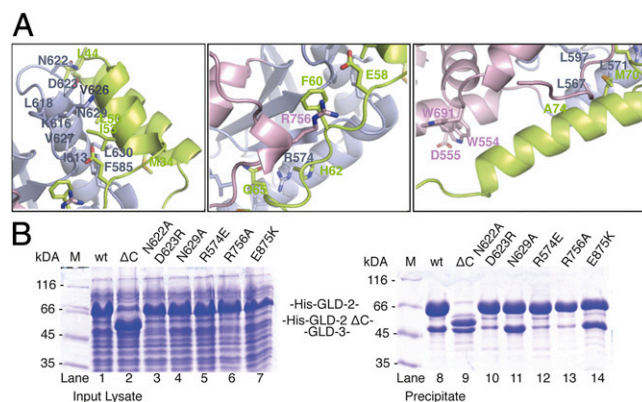 A
N622
L44
D623
V626
L618
N629
K616
I55
V627
I613
L630
F585
M34
F60
E58
R756
R574
H62
G65
L597
L571
M70
L567
A74
W691
W554
D555
B
kDA M wt ΔC N622A D623R N629A R574E R756A E875K
116
66
45
35
Lane 1 2 3 4 5 6 7
Input Lysate
-His-GLD-2-
-His-GLD-2 ΔC-
-GLD-3-
kDA M wt ΔC N622A D623R N629A R574E R756A E875K
116
66
45
35
Lane 8 9 10 11 12 13 14
Precipitate